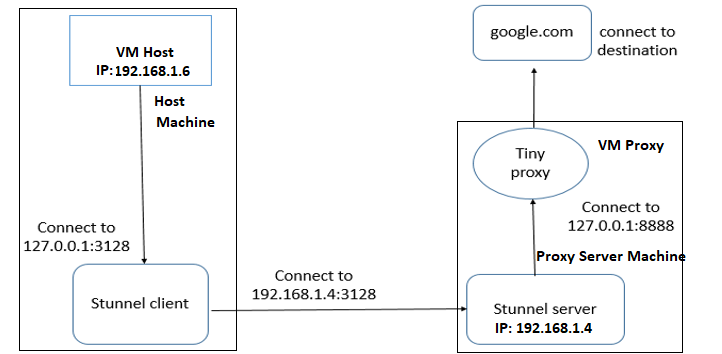 VM Host
IP: 192.168.1.6
Host
Machine
Connect to
127.0.0.1:3128
Stunnel client
Connect to
192.168.1.4:3128
google.com
connect to
destination
VM Proxy
Tiny
proxy
Connect to
127.0.0.1:8888
Proxy Server Machine
Stunnel server
IP: 192.168.1.4